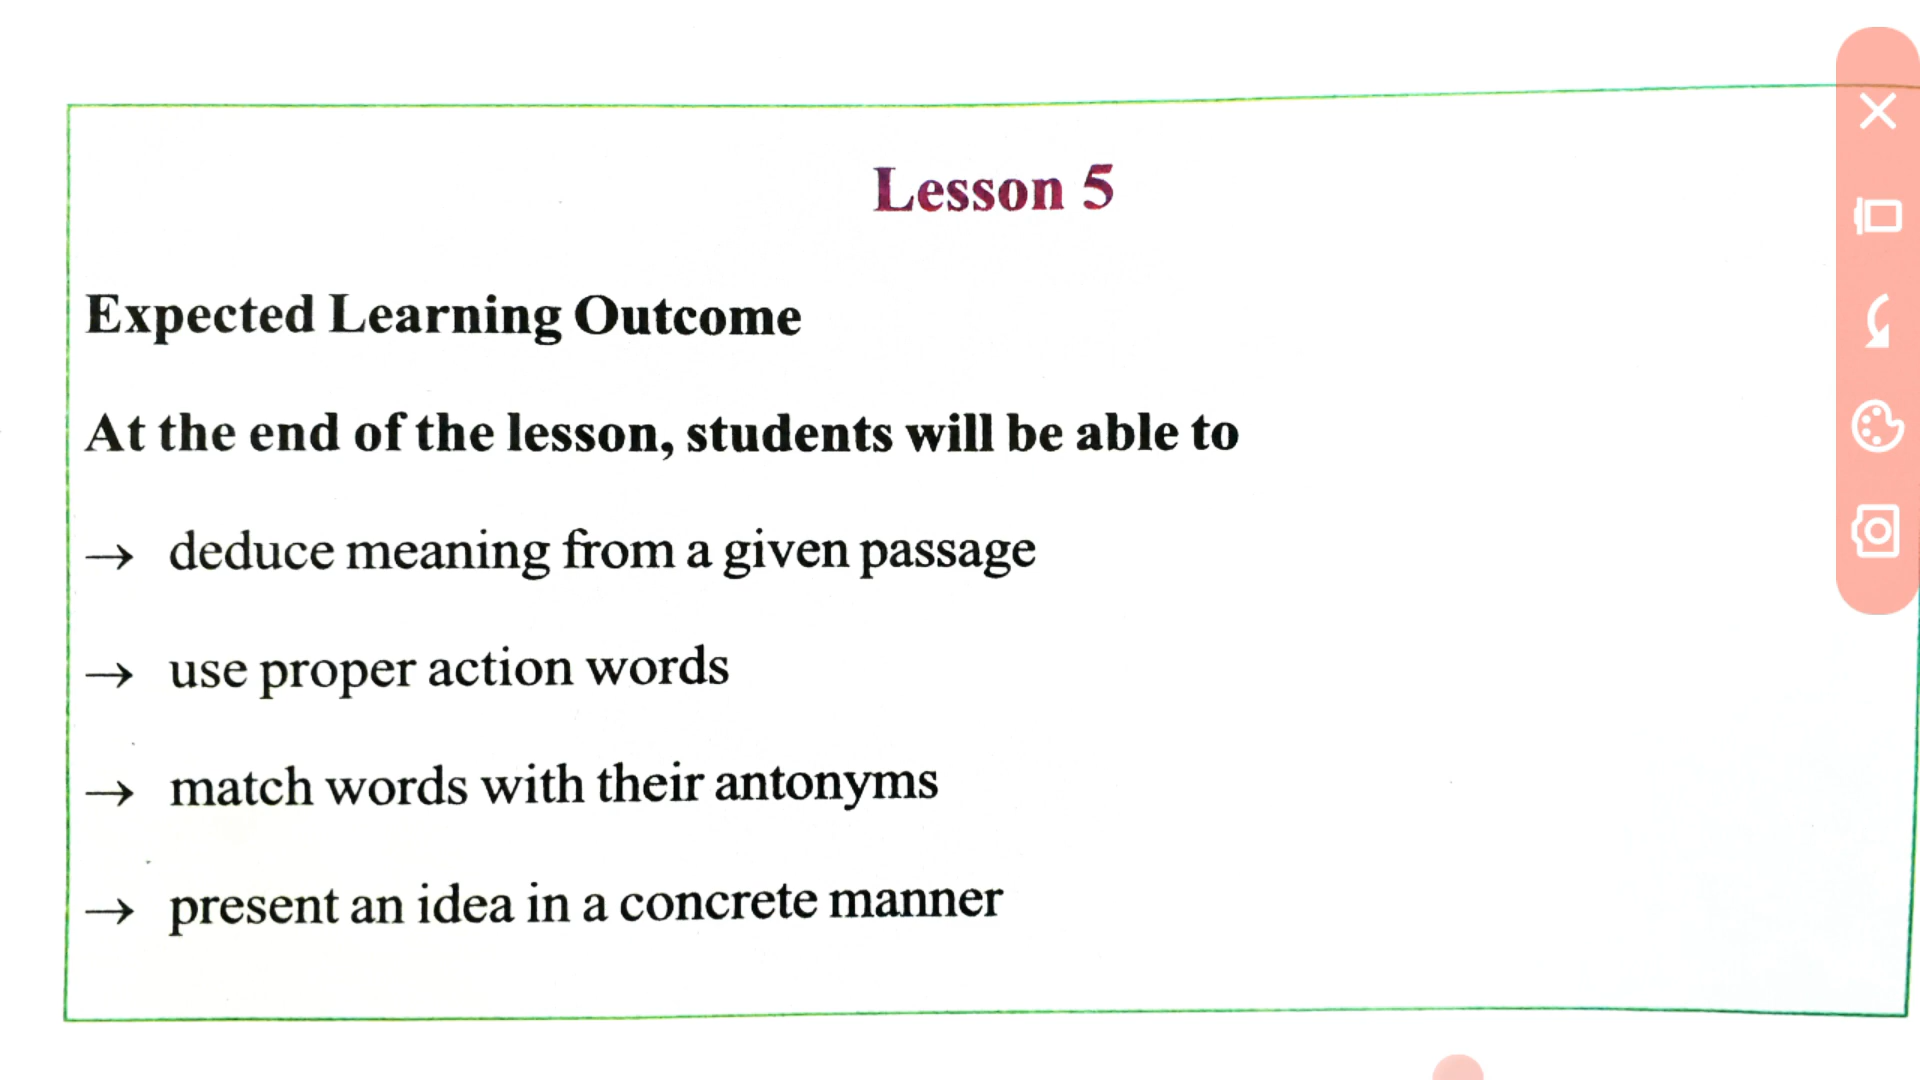 Lesson 5
Expected Learning Outcome
At the end of the lesson, students will be able to
→ deduce meaning from a given passage
→ use proper action words
→ match words with their antonyms
→ present an idea in a concrete manner